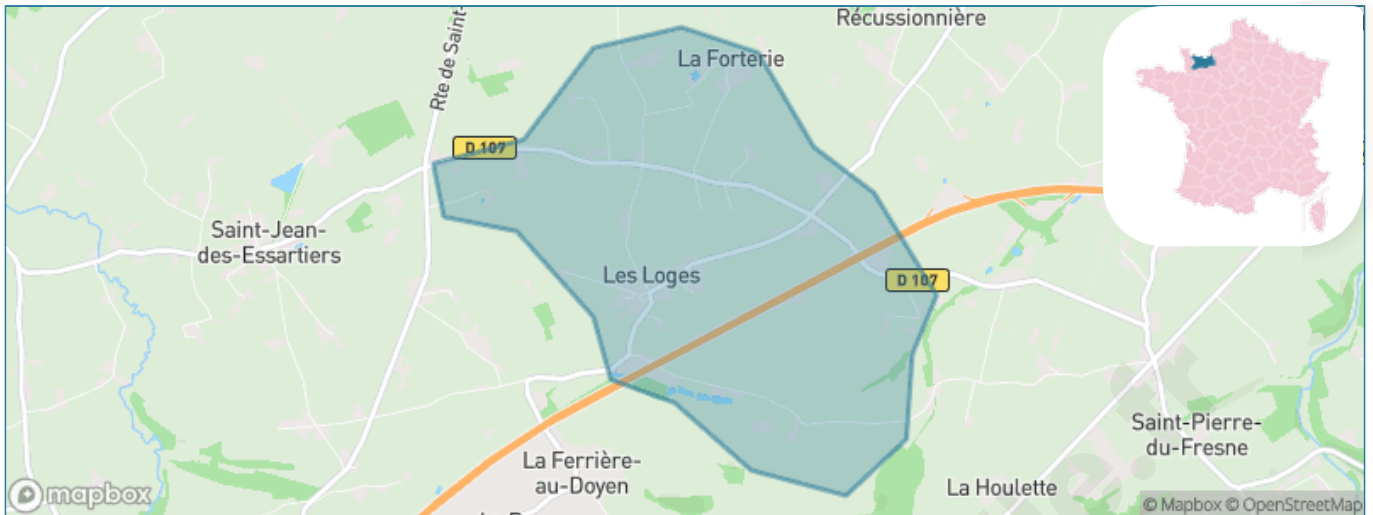 Récussionnière
La Forterie
Rte de Saint-
D 107
Saint-Jean-
des-Essartiers
Les Loges
D 107
Saint-Pierre-
du-Fresne
La Ferrière-
au-Doyen
La Houlette
mapbox
© Mapbox © OpenStreetMap